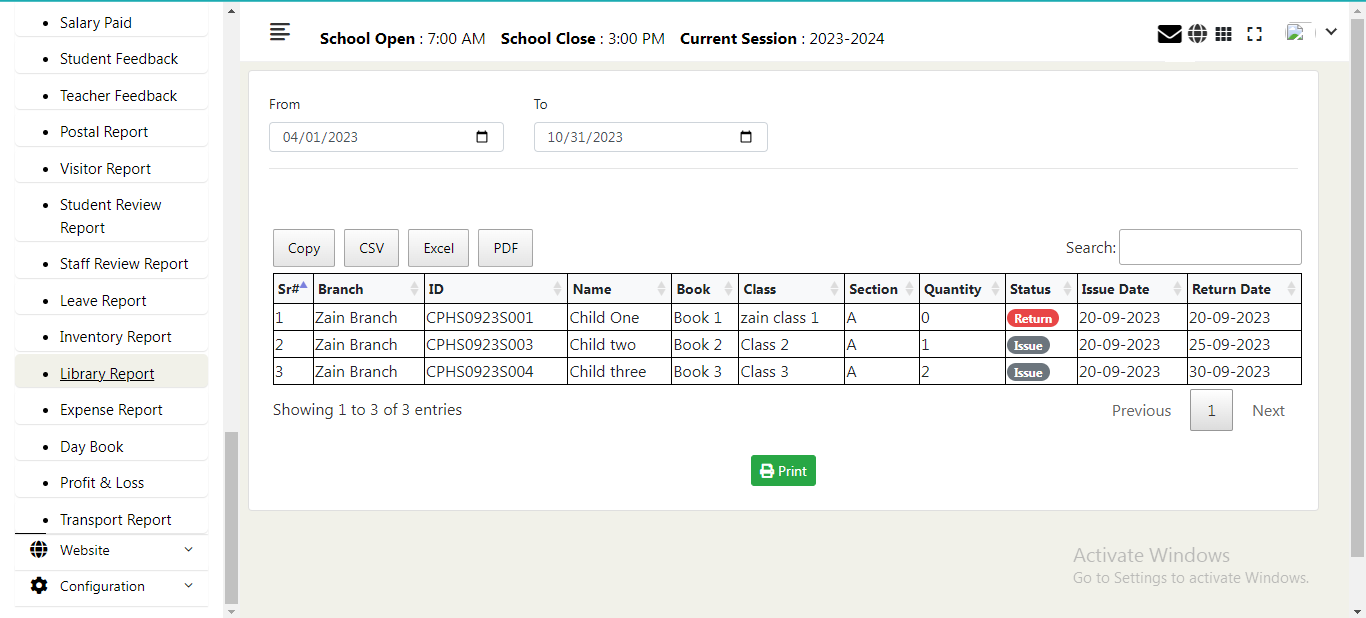 Salary Paid
Student Feedback
Teacher Feedback
Postal Report
Visitor Report
Student Review
Report
Staff Review Report
Leave Report
Inventory Report
Library Report
Expense Report
Day Book
Profit & Loss
Transport Report
Website
Configuration
School Open : 7:00 AM School Close : 3:00 PM Current Session : 2023-2024
From To
04/01/2023 10/31/2023
Copy CSV Excel PDF Search:
Sr# Branch ID Name Book Class Section Quantity Status Issue Date Return Date
1 Zain Branch CPHS0923S001 Child One Book 1 zain class 1 A 0 Return 20-09-2023 20-09-2023
2 Zain Branch CPHS0923S003 Child two Book 2 Class 2 A 1 Issue 20-09-2023 25-09-2023
3 Zain Branch CPHS0923S004 Child three Book 3 Class 3 A 2 Issue 20-09-2023 30-09-2023
Showing 1 to 3 of 3 entries Previous 1 Next
Print
Activate Windows
Go to Settings to activate Windows.